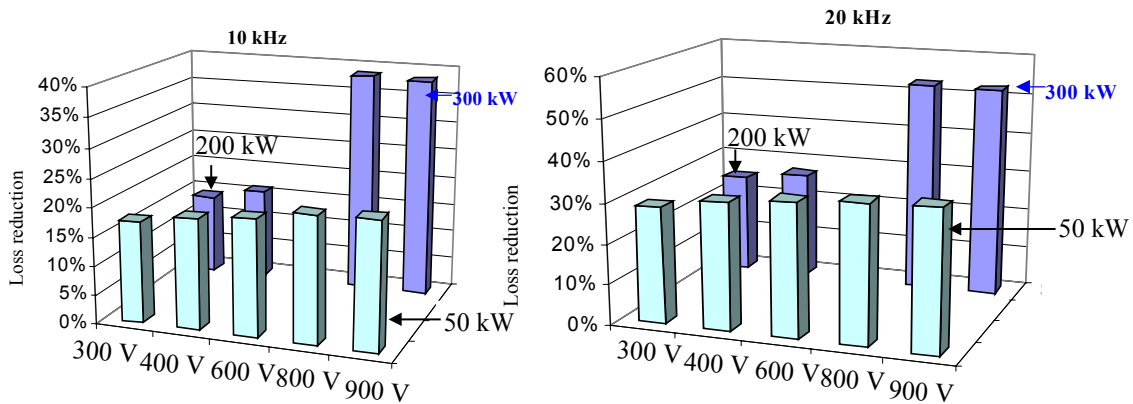 10 kHz
40%
35%
30%
25%
20%
15%
10%
5%
0%
Loss reduction
200 kW
300 kW
50 kW
300 V
400 V
600 V
800 V
900 V
20 kHz
60%
50%
40%
30%
20%
10%
0%
Loss reduction
200 kW
300 kW
50 kW
300 V
400 V
600 V
800 V
900 V